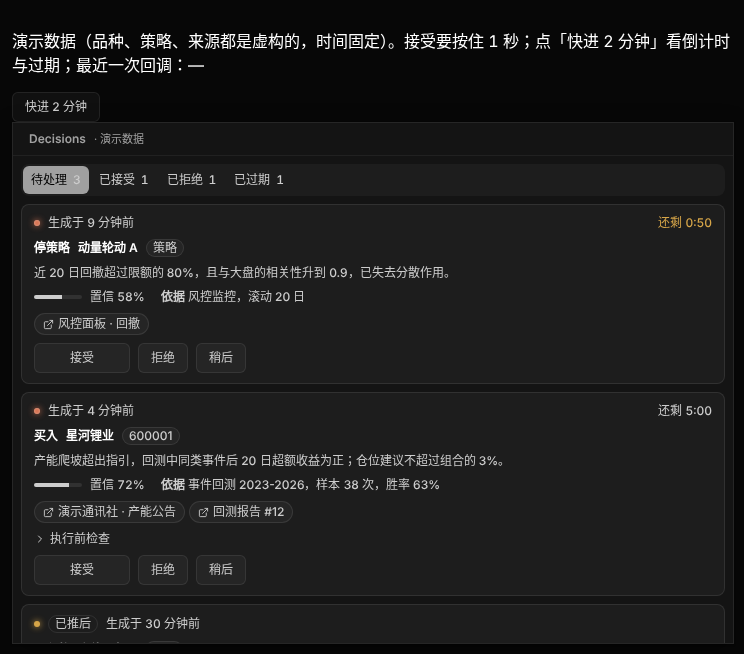 演示数据（品种、策略、来源都是虚构的，时间固定）。接受要按住 1 秒；点「快进 2 分钟」看倒计时
与过期；最近一次回调：—
快进 2 分钟
Decisions · 演示数据
待处理 3 已接受 1 已拒绝 1 已过期 1
生成于 9 分钟前 还剩 0:50
停策略 动量轮动 A 策略
近 20 日回撤超过限额的 80%，且与大盘的相关性升到 0.9，已失去分散作用。
置信 58% 依据 风控监控，滚动 20 日
风控面板 · 回撤
接受 拒绝 稍后
生成于 4 分钟前 还剩 5:00
买入 星河锂业 600001
产能爬坡超出指引，回测中同类事件后 20 日超额收益为正；仓位建议不超过组合的 3%。
置信 72% 依据 事件回测 2023-2026，样本 38 次，胜率 63%
演示通讯社 · 产能公告 回测报告 #12
执行前检查
接受 拒绝 稍后
已推后 生成于 30 分钟前